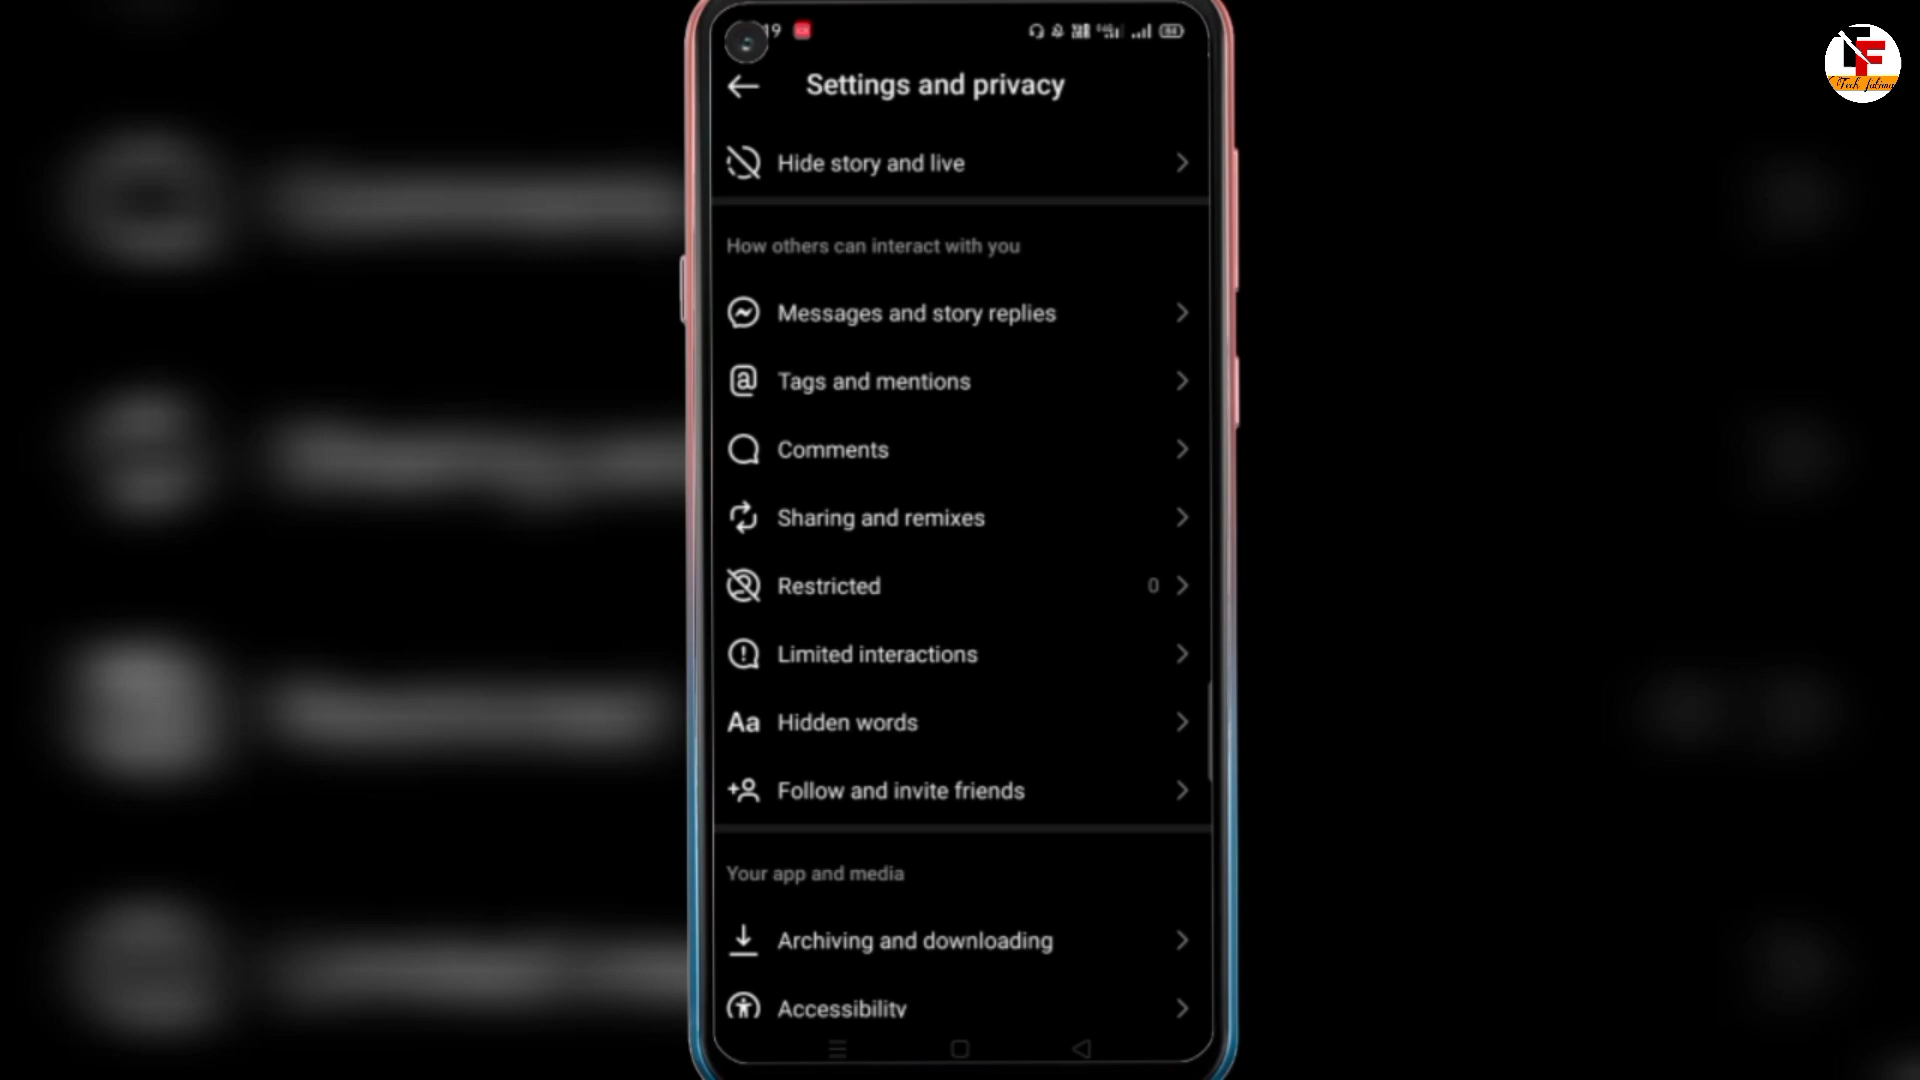 19
Settings and privacy
Hide story and live
How others can interact with you
Messages and story replies
Tags and mentions
Comments
Sharing and remixes
Restricted 0
Limited interactions
Aa Hidden words
Follow and invite friends
Your app and media
Archiving and downloading
Accessibility